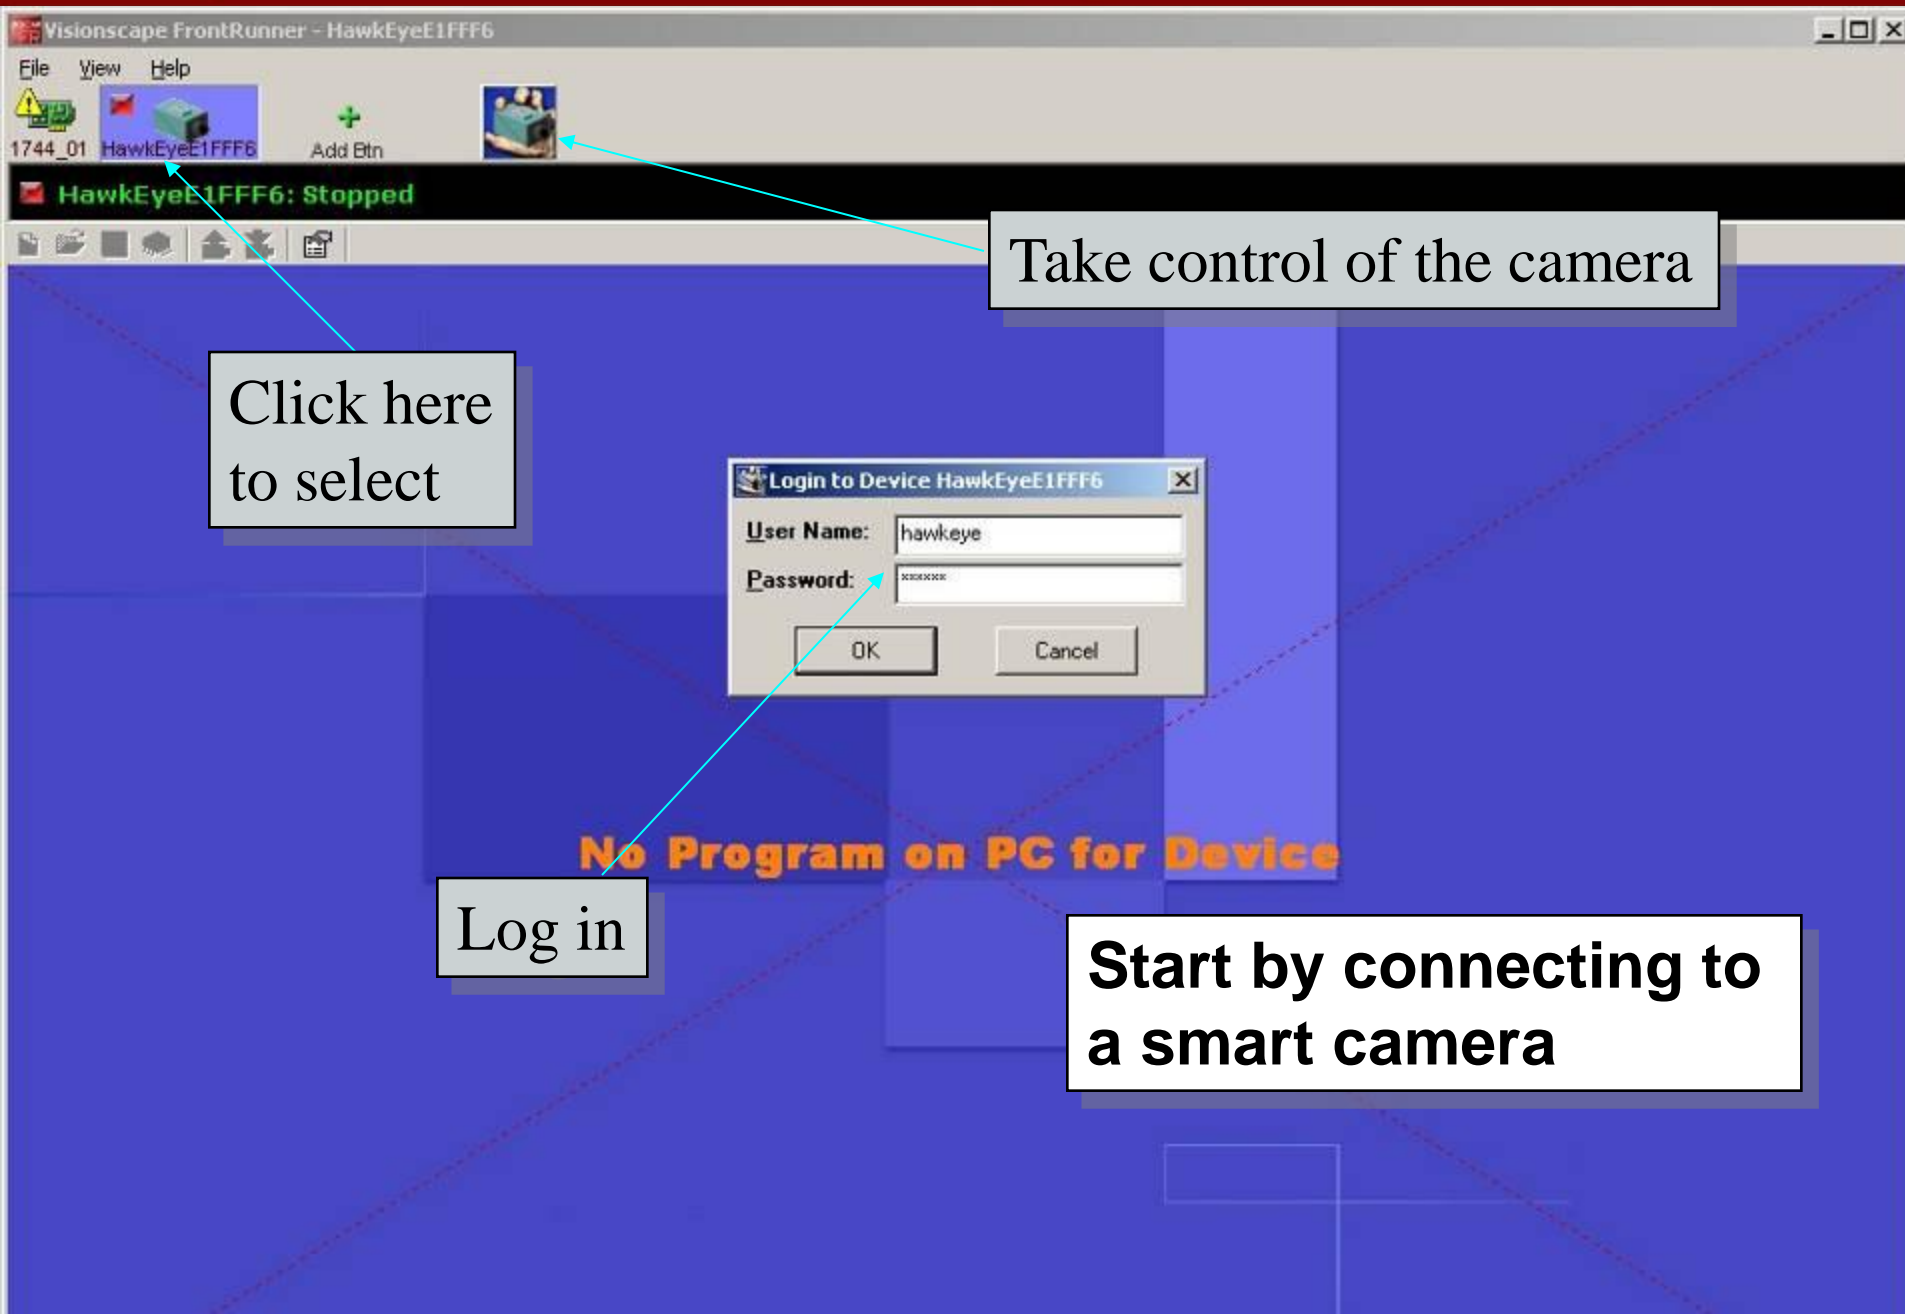 Visionscape FrontRunner - HawkEyeE1FFF6
File View Help
1744_01 HawkEyeE1FFF6 Add Btn
HawkEyeE1FFF6: Stopped
Take control of the camera
Click here
to select
Login to Device HawkEyeE1FFF6
User Name: hawkeye
Password: xxxxxx
OK Cancel
No Program on PC for Device
Log in
Start by connecting to
a smart camera